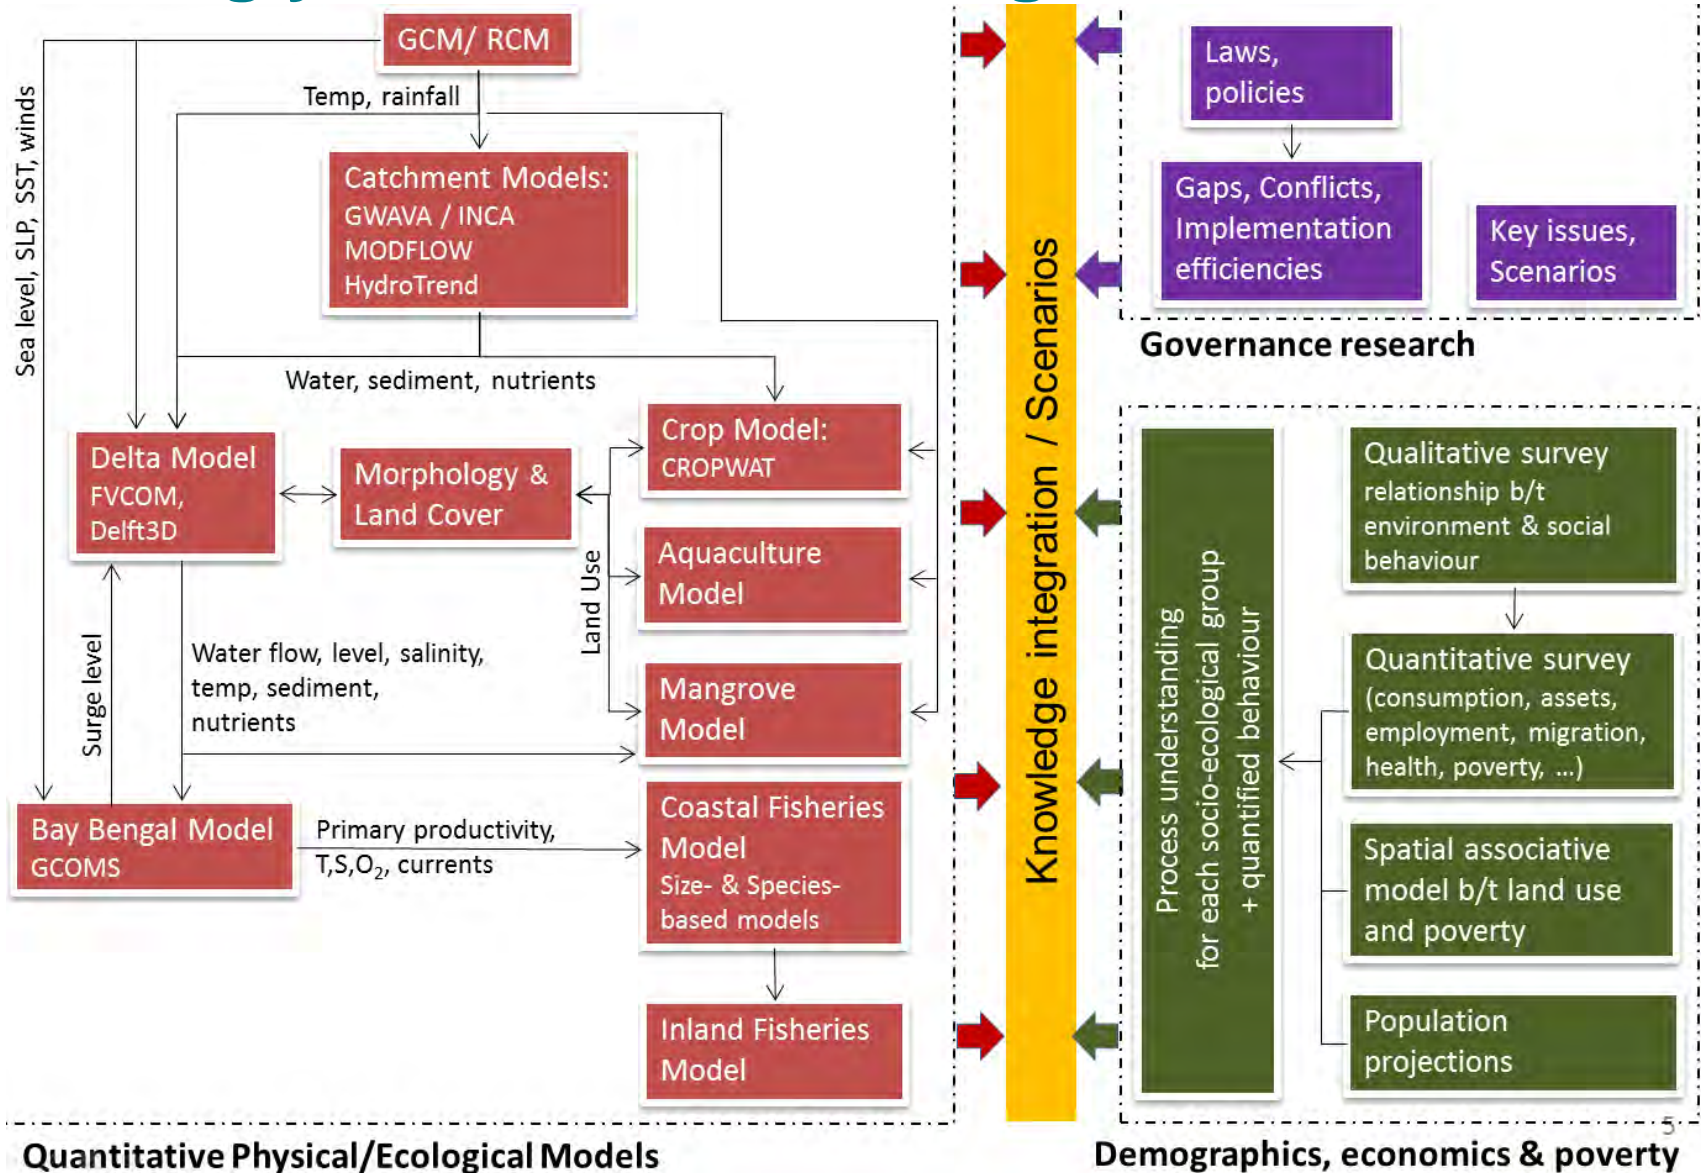 GCM/ RCM
Temp, rainfall
Sea level, SLP, SST, winds
Catchment Models:
GWAVA / INCA
MODFLOW
HydroTrend
Water, sediment, nutrients
Delta Model
FVCOM,
Delft3D
Morphology &
Land Cover
Crop Model:
CROPWAT
Aquaculture
Model
Land Use
Mangrove
Model
Surge level
Water flow, level, salinity,
temp, sediment,
nutrients
Bay Bengal Model
GCOMS
Primary productivity,
T,S,O₂, currents
Coastal Fisheries
Model
Size- & Species-
based models
Inland Fisheries
Model
Quantitative Physical/Ecological Models
Knowledge integration / Scenarios
Laws,
policies
Gaps, Conflicts,
Implementation
efficiencies
Key issues,
Scenarios
Governance research
Process understanding
for each socio-ecological group
+ quantified behaviour
Qualitative survey
relationship b/t
environment & social
behaviour
Quantitative survey
(consumption, assets,
employment, migration,
health, poverty, ...)
Spatial associative
model b/t land use
and poverty
Population
projections
5
Demographics, economics & poverty